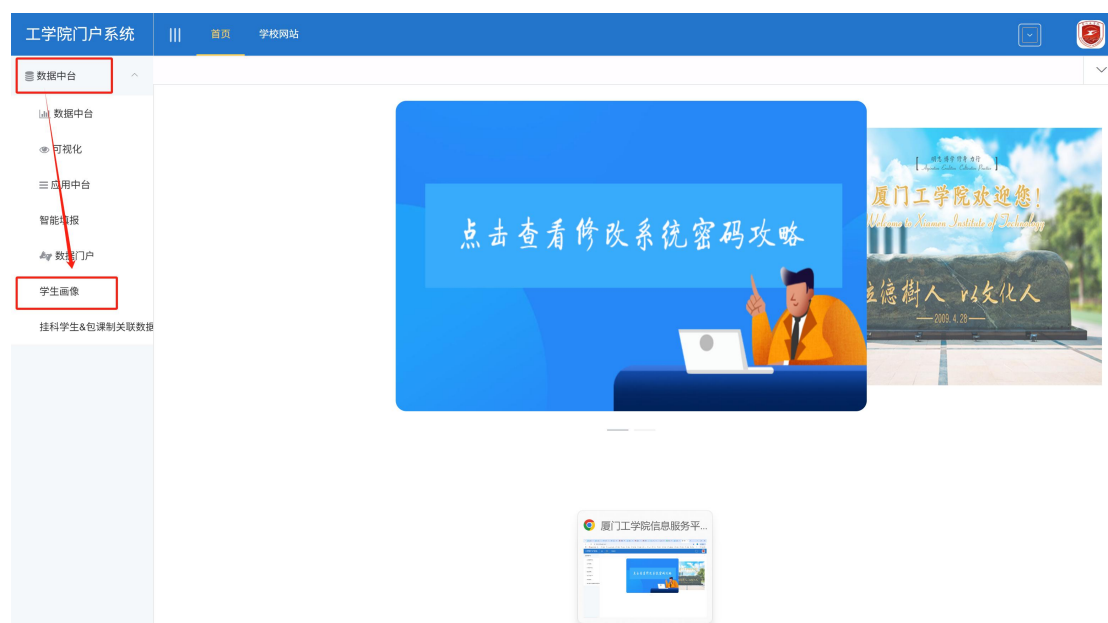 工学院门户系统
首页
学校网站
数据中台
数据中台
可视化
应用中台
智能填报
数据门户
学生画像
挂科学生&包课制关联数据
点击查看修改系统密码攻略
厦门工学院欢迎您!
Welcome to Xiamen Institute of Technology
立德樹人 以文化人
2009.4.28
厦门工学院信息服务平...